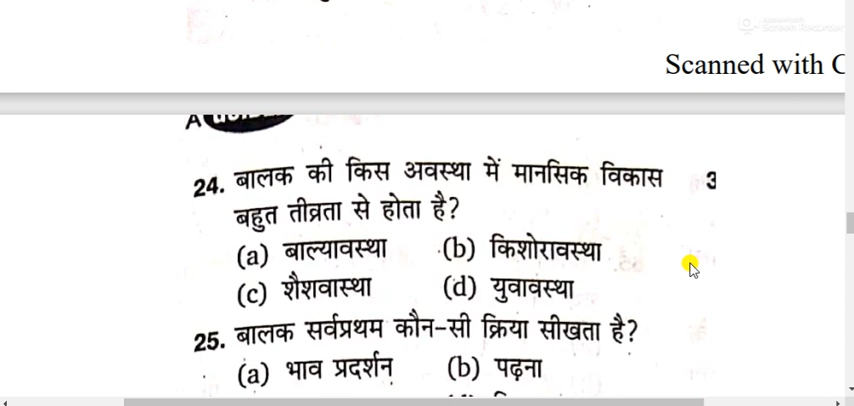 Scanned with C
24. बालक की किस अवस्था में मानसिक विकास 3
बहुत तीव्रता से होता है?
(a) बाल्यावस्था (b) किशोरावस्था
(c) शैशवास्था (d) युवावस्था
25. बालक सर्वप्रथम कौन-सी क्रिया सीखता है?
(a) भाव प्रदर्शन (b) पढ़ना